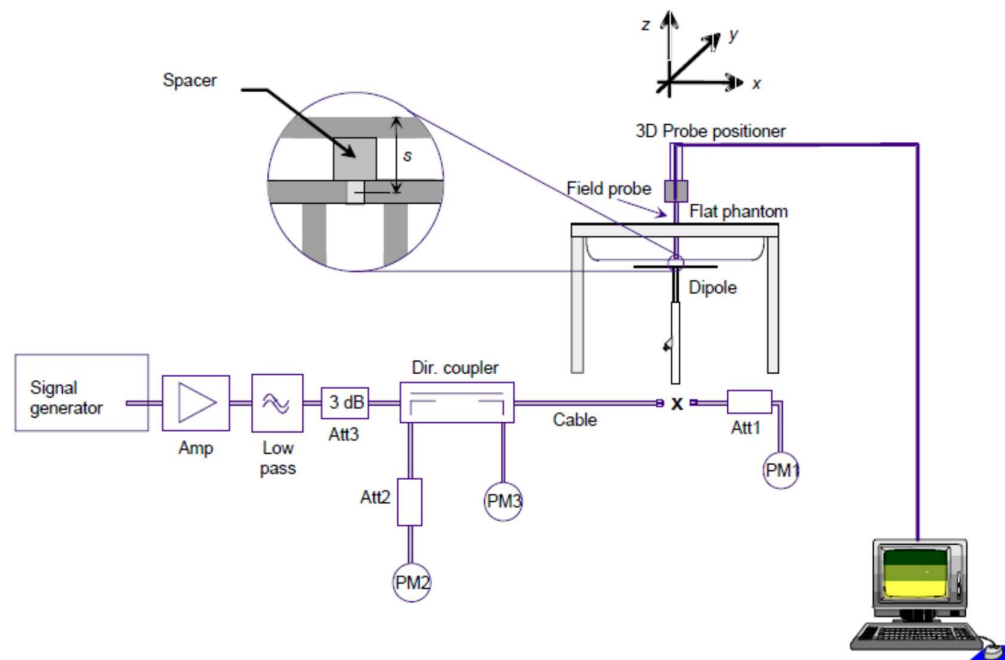 z
y
x
Spacer
s
3D Probe positioner
Field probe
Flat phantom
Dipole
Signal
generator
Amp
Low
pass
3 dB
Att3
Dir. coupler
Cable
X
Att1
PM1
Att2
PM3
PM2